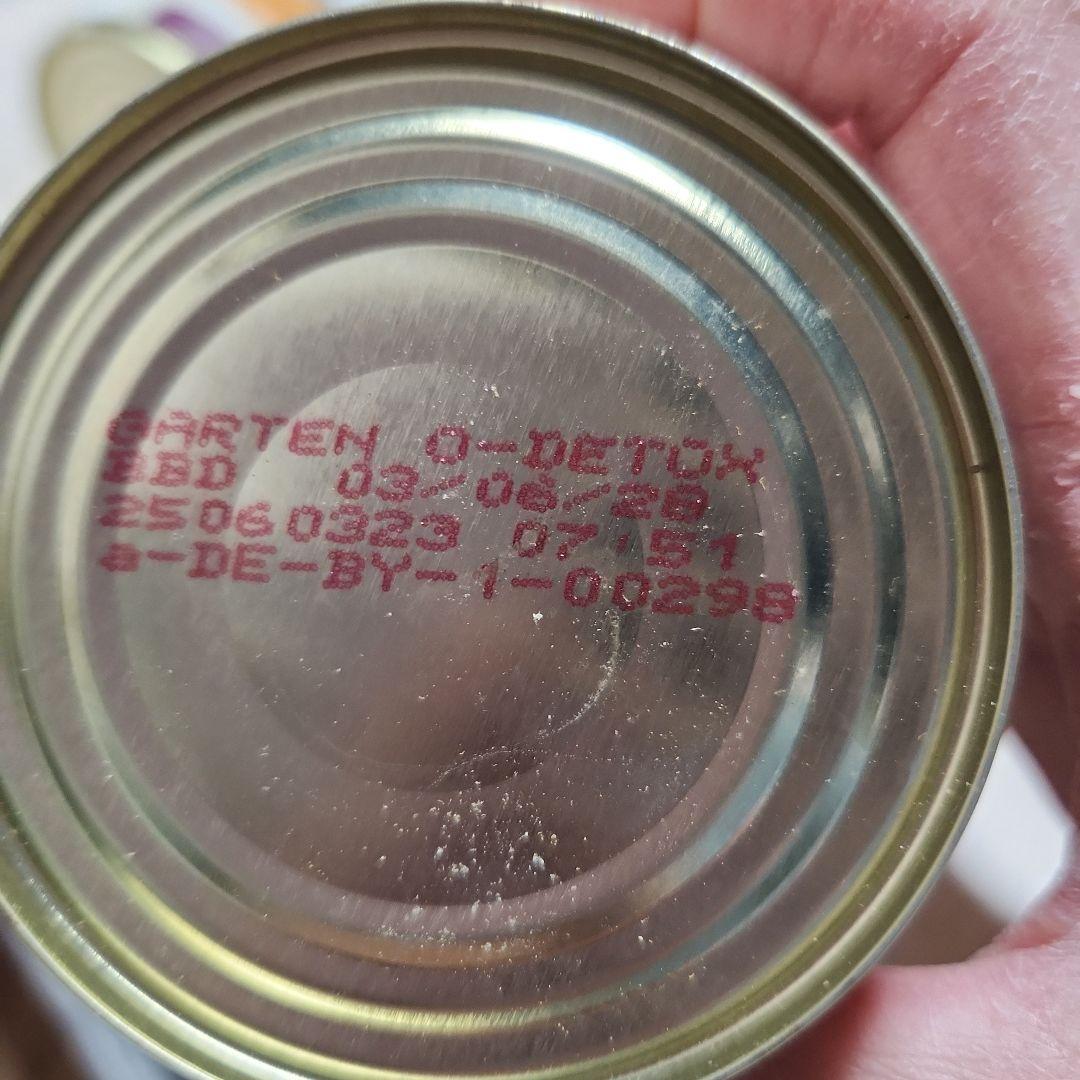 GARTEN O-DETOX
BBD 03/06/28
25060323 07'51
a-DE-BY-1-00298